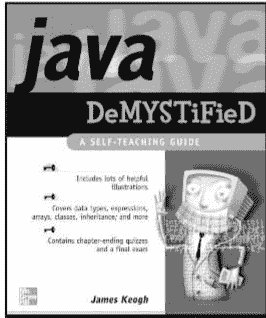 java
DeMYSTiFieD
A SELF-TEACHING GUIDE
Includes lots of helpful
illustrations
Covers data types, expressions,
arrays, classes, inheritance, and more
Contains chapter-ending quizzes
and a final exam
James Keogh